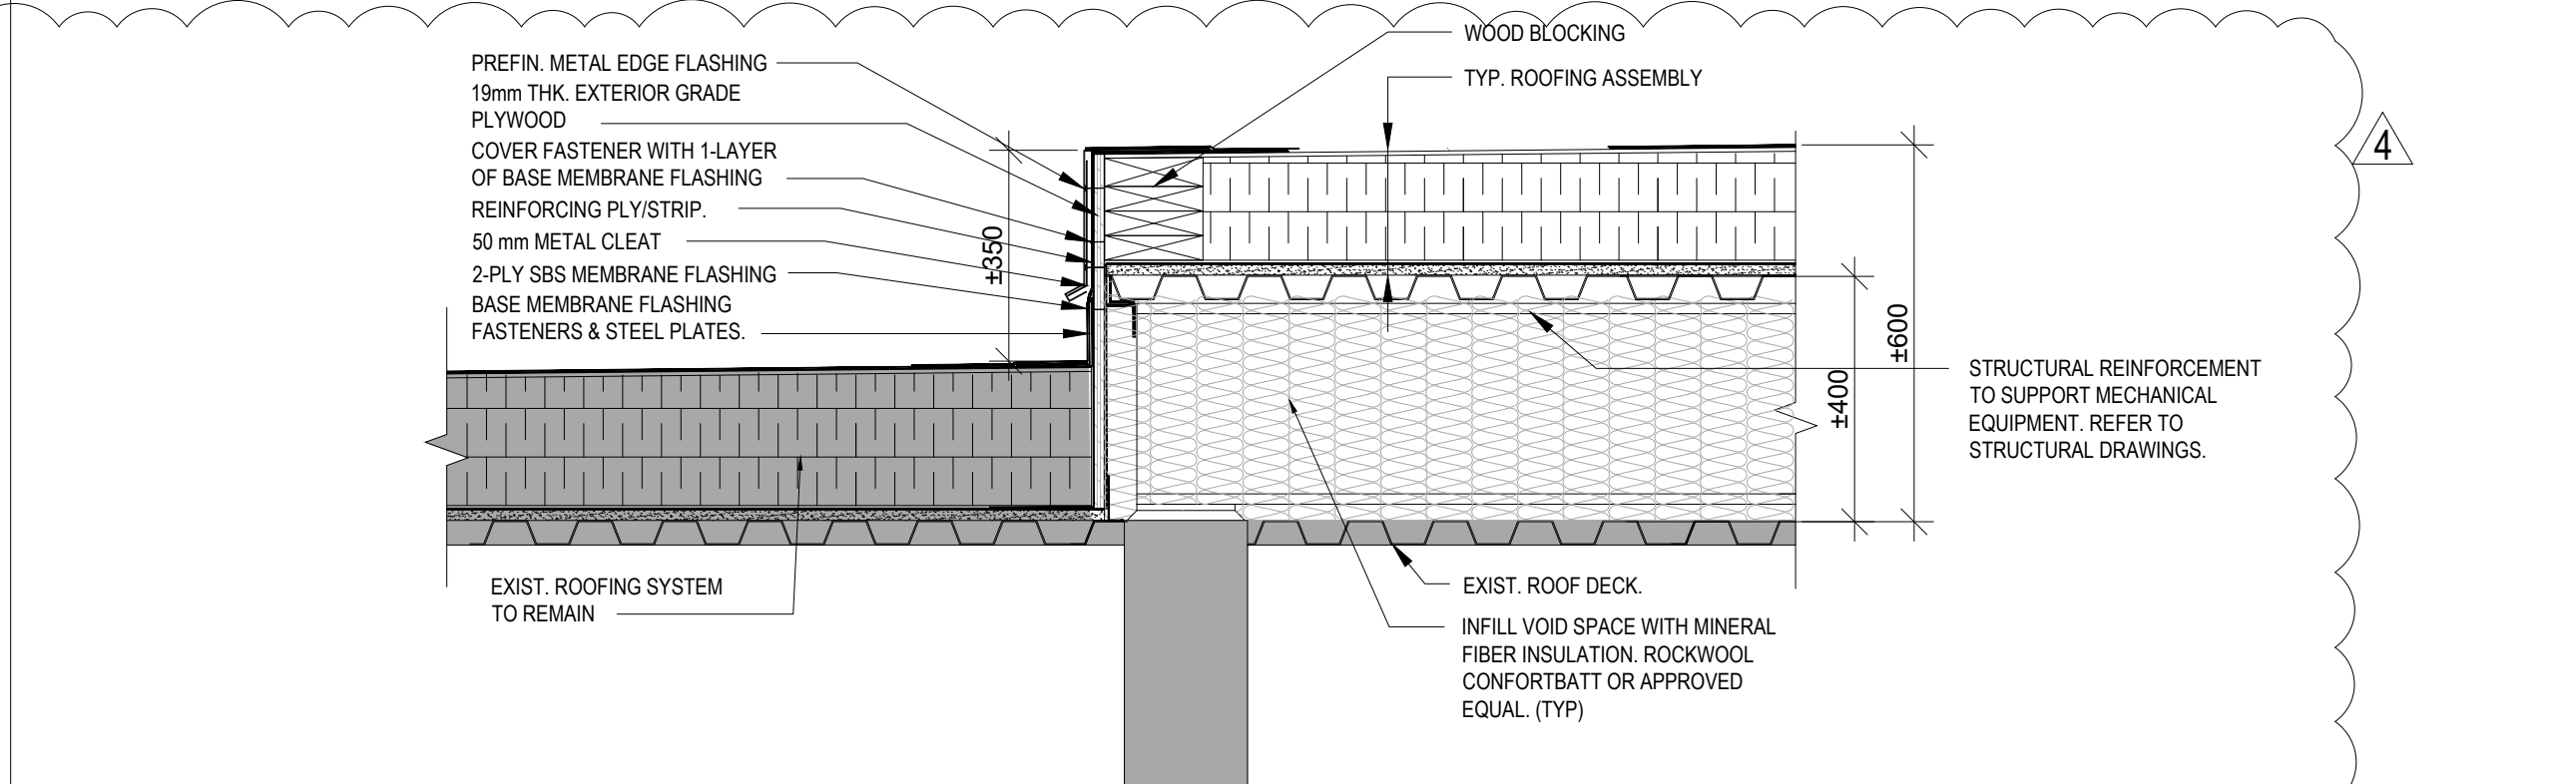 PREFIN. METAL EDGE FLASHING
19mm THK. EXTERIOR GRADE
PLYWOOD
COVER FASTENER WITH 1-LAYER
OF BASE MEMBRANE FLASHING
REINFORCING PLY/STRIP.
50 mm METAL CLEAT
2-PLY SBS MEMBRANE FLASHING
BASE MEMBRANE FLASHING
FASTENERS & STEEL PLATES.
±350
WOOD BLOCKING
TYP. ROOFING ASSEMBLY
4
±600
±400
STRUCTURAL REINFORCEMENT
TO SUPPORT MECHANICAL
EQUIPMENT. REFER TO
STRUCTURAL DRAWINGS.
EXIST. ROOFING SYSTEM
TO REMAIN
EXIST. ROOF DECK.
INFILL VOID SPACE WITH MINERAL
FIBER INSULATION. ROCKWOOL
CONFORTBATT OR APPROVED
EQUAL. (TYP)